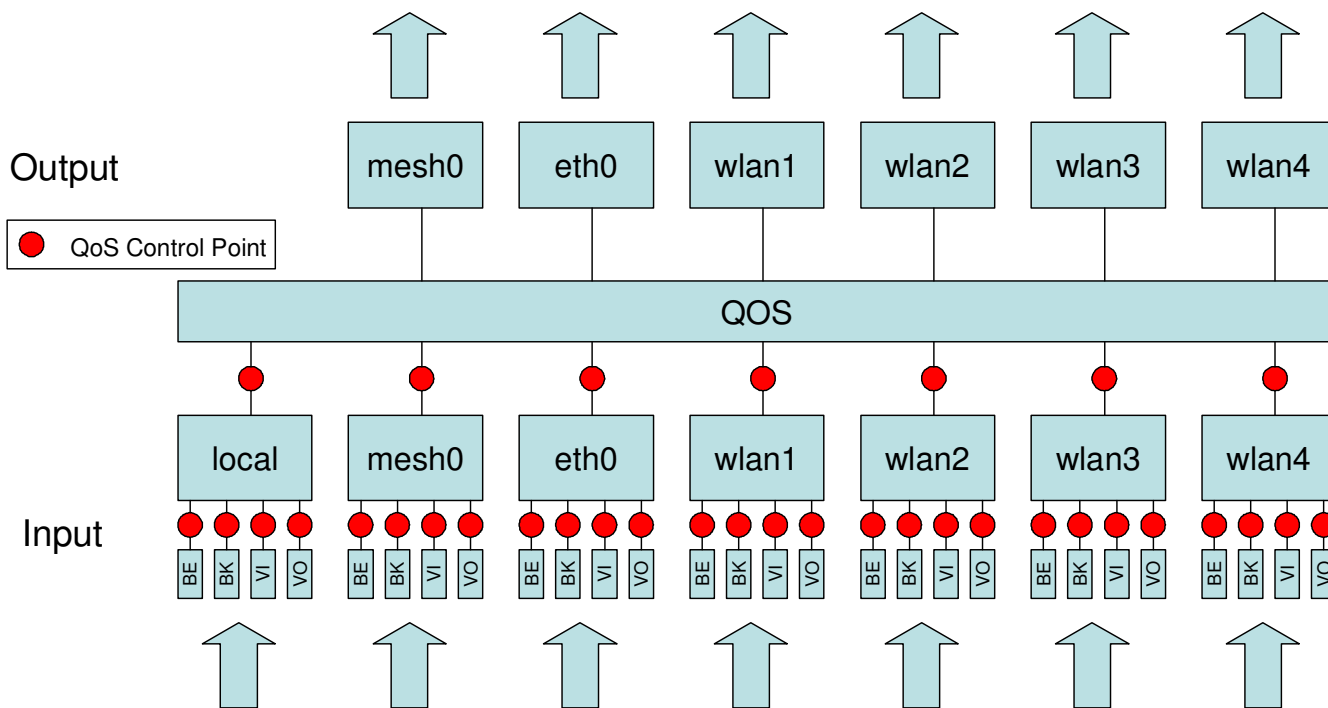 mesh0 eth0 wlan1 wlan2 wlan3 wlan4
Output
QoS Control Point
QOS
local mesh0 eth0 wlan1 wlan2 wlan3 wlan4
Input
BE BK VI VO BE BK VI VO BE BK VI VO BE BK VI VO BE BK VI VO BE BK VI VO BE BK VI VO